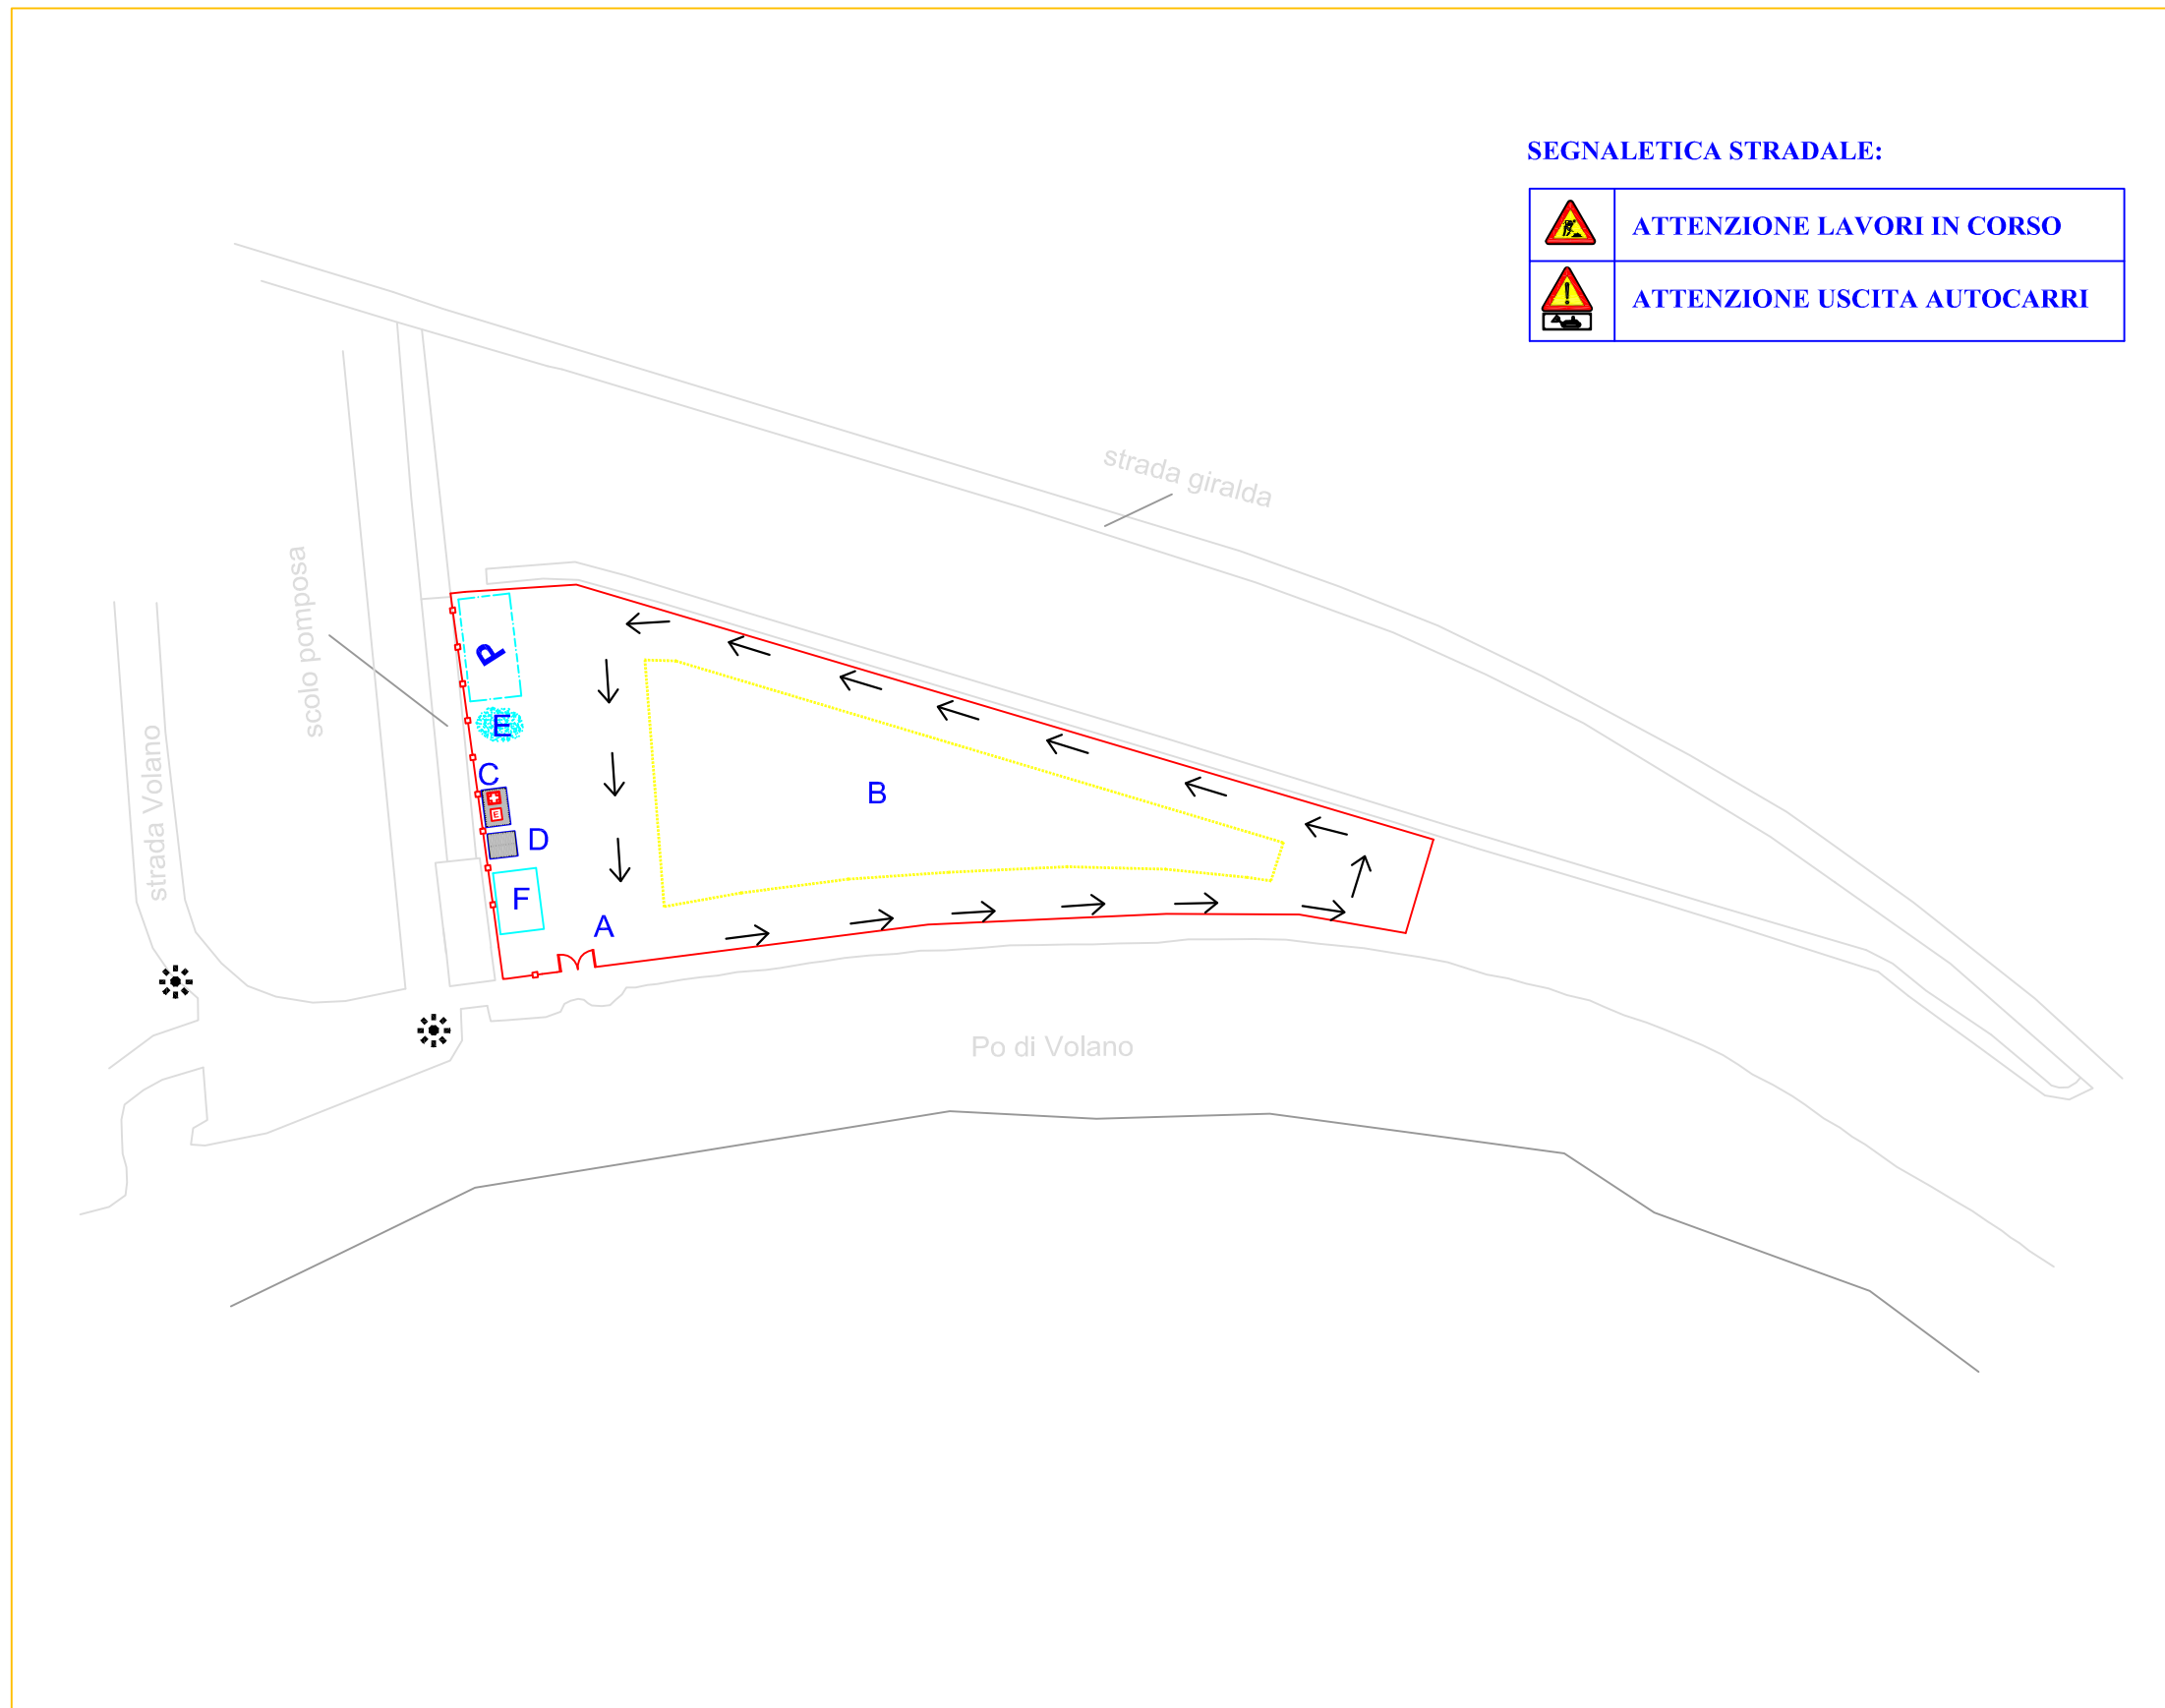 SEGNALETICA STRADALE:
ATTENZIONE LAVORI IN CORSO
ATTENZIONE USCITA AUTOCARRI
strada giralda
scolo pomposa
strada Volano
P
E
C
E
D
B
F
A
Po di Volano